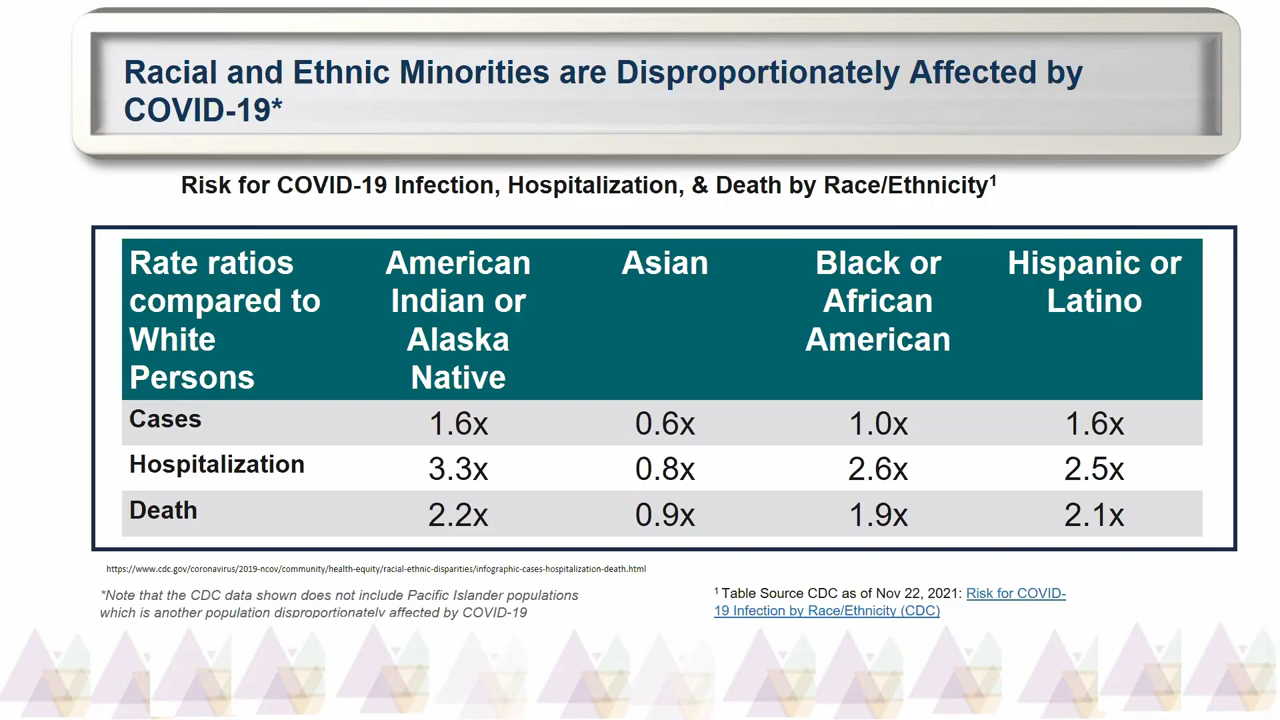 Racial and Ethnic Minorities are Disproportionately Affected by
COVID-19*
Risk for COVID-19 Infection, Hospitalization, & Death by Race/Ethnicity¹
Rate ratios compared to White Persons
American Indian or Alaska Native
Asian
Black or African American
Hispanic or Latino
Cases 1.6x 0.6x 1.0x 1.6x
Hospitalization 3.3x 0.8x 2.6x 2.5x
Death 2.2x 0.9x 1.9x 2.1x
https://www.cdc.gov/coronavirus/2019-ncov/community/health-equity/racial-ethnic-disparities/infographic-cases-hospitalization-death.html
*Note that the CDC data shown does not include Pacific Islander populations
which is another population disproportionately affected by COVID-19
¹ Table Source CDC as of Nov 22, 2021: Risk for COVID-
19 Infection by Race/Ethnicity (CDC)